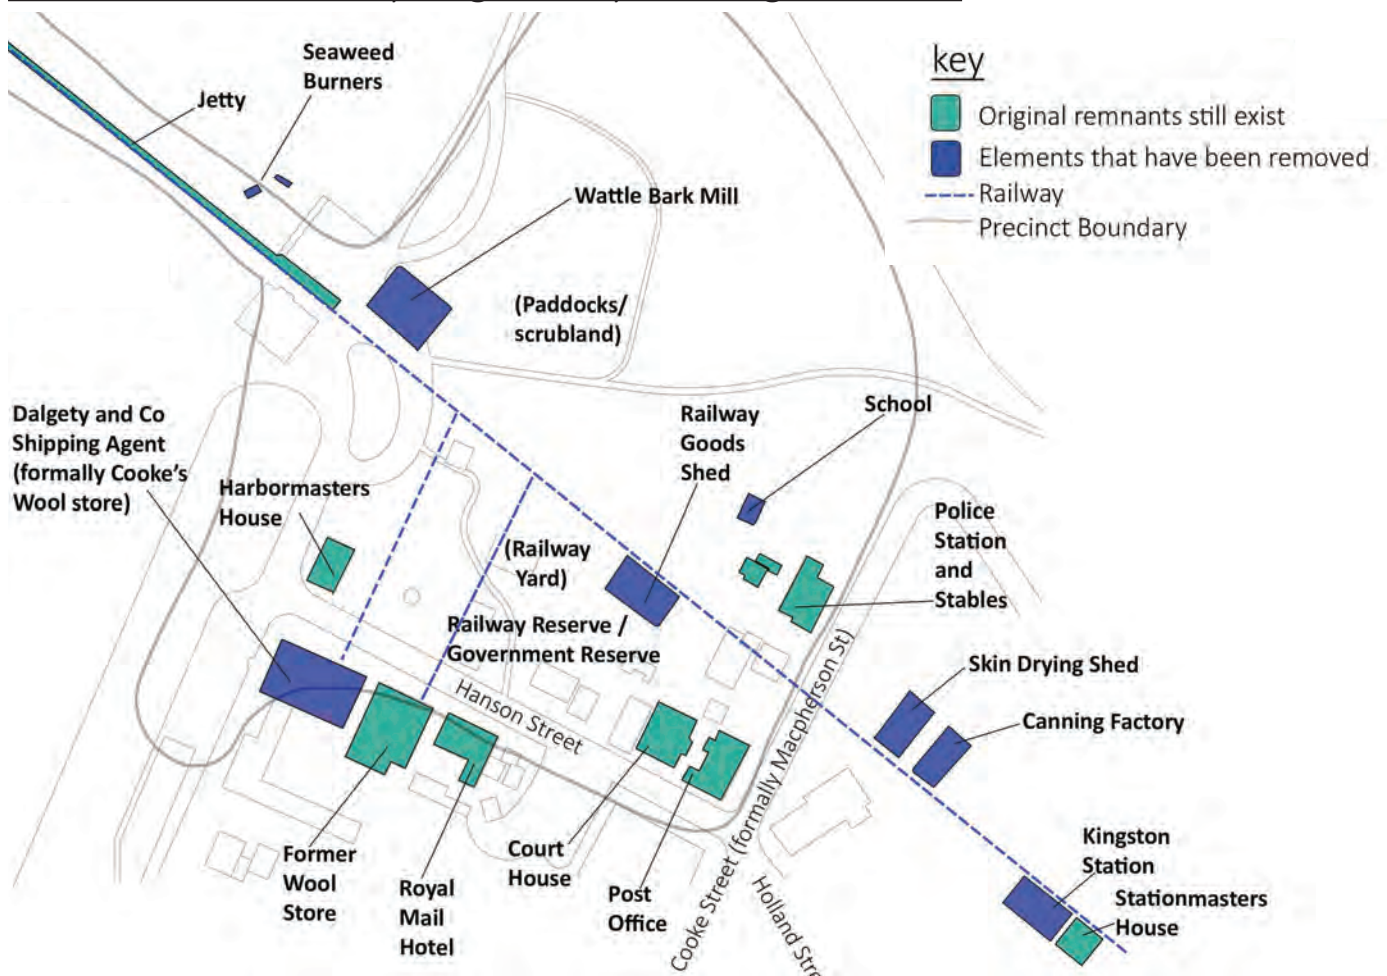 Seaweed
Burners
Jetty
key
Original remnants still exist
Elements that have been removed
Railway
Precinct Boundary
Wattle Bark Mill
(Paddocks/
scrubland)
Dalgety and Co
Shipping Agent
(formally Cooke's
Wool store)
Harbormasters
House
Railway
Goods
Shed
School
Police
Station
and
Stables
(Railway
Yard)
Railway Reserve /
Government Reserve
Hanson Street
Skin Drying Shed
Canning Factory
Cooke Street (formally Macpherson St)
Holland Stre
Former
Wool
Store
Royal
Mail
Hotel
Court
House
Post
Office
Kingston
Station
Stationmasters
House